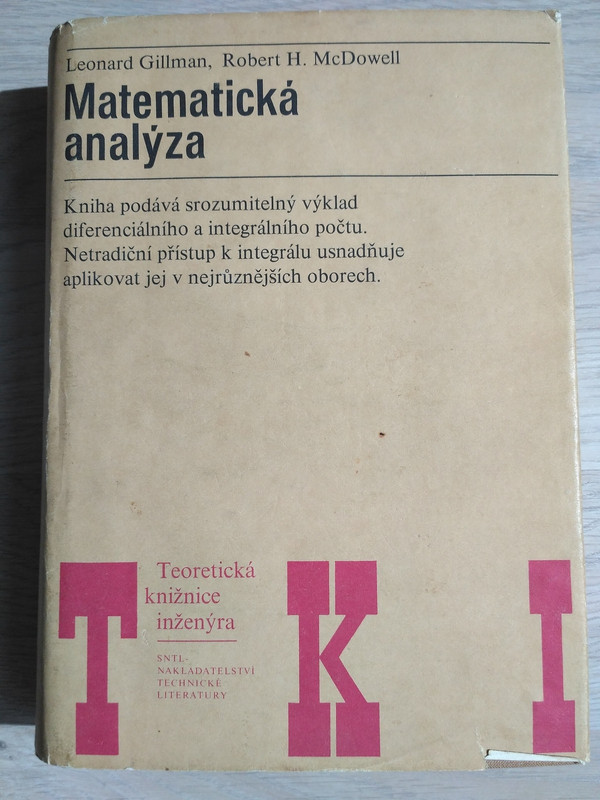 Leonard Gillman, Robert H. McDowell
Matematická
analýza
Kniha podává srozumitelný výklad
diferenciálního a integrálního počtu.
Netradiční přístup k integrálu usnadňuje
aplikovat jej v nejrůznějších oborech.
Teoretická
knižnice
inženýra
SNTL-
NAKLADATELSTVÍ
TECHNICKÉ
LITERATURY
T K I